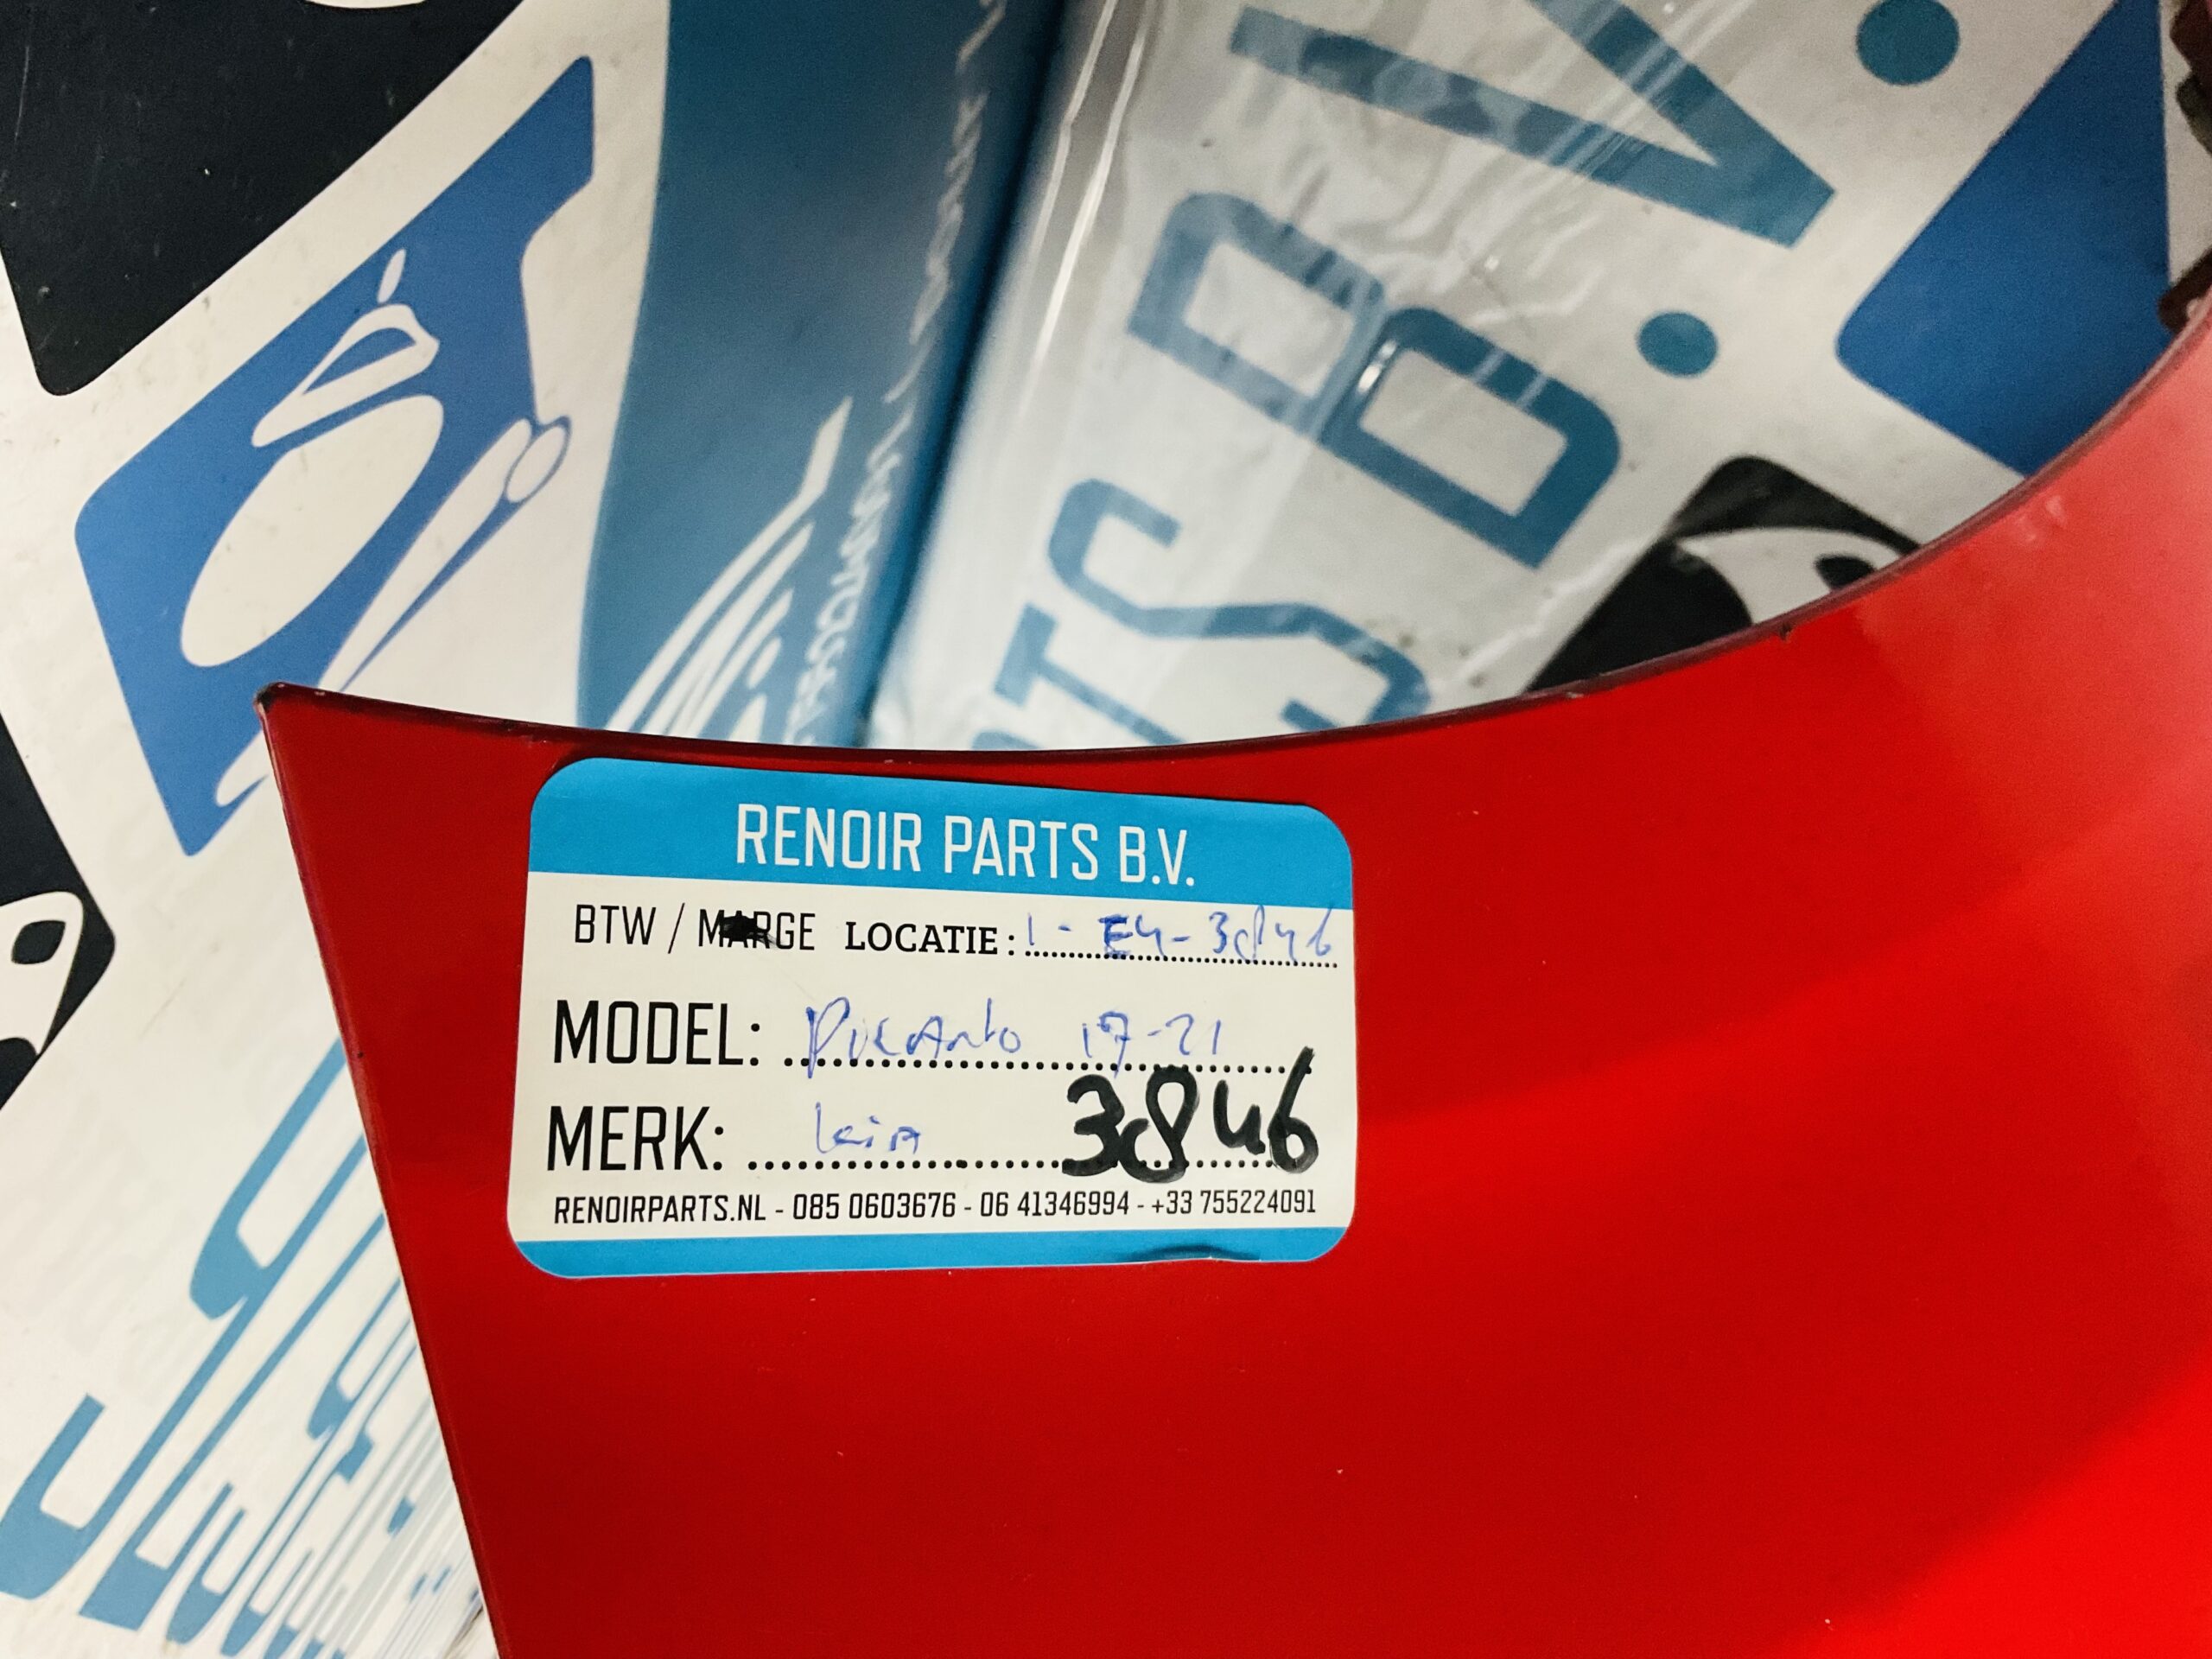 RTS B.V.
RENOIR PARTS B.V.
BTW / MARGE LOCATIE: 1-E4-3846
MODEL: Picanto 17-21
3846
MERK: kia
RENOIRPARTS.NL - 085 0603676 - 06 41346994 - +33 755224091